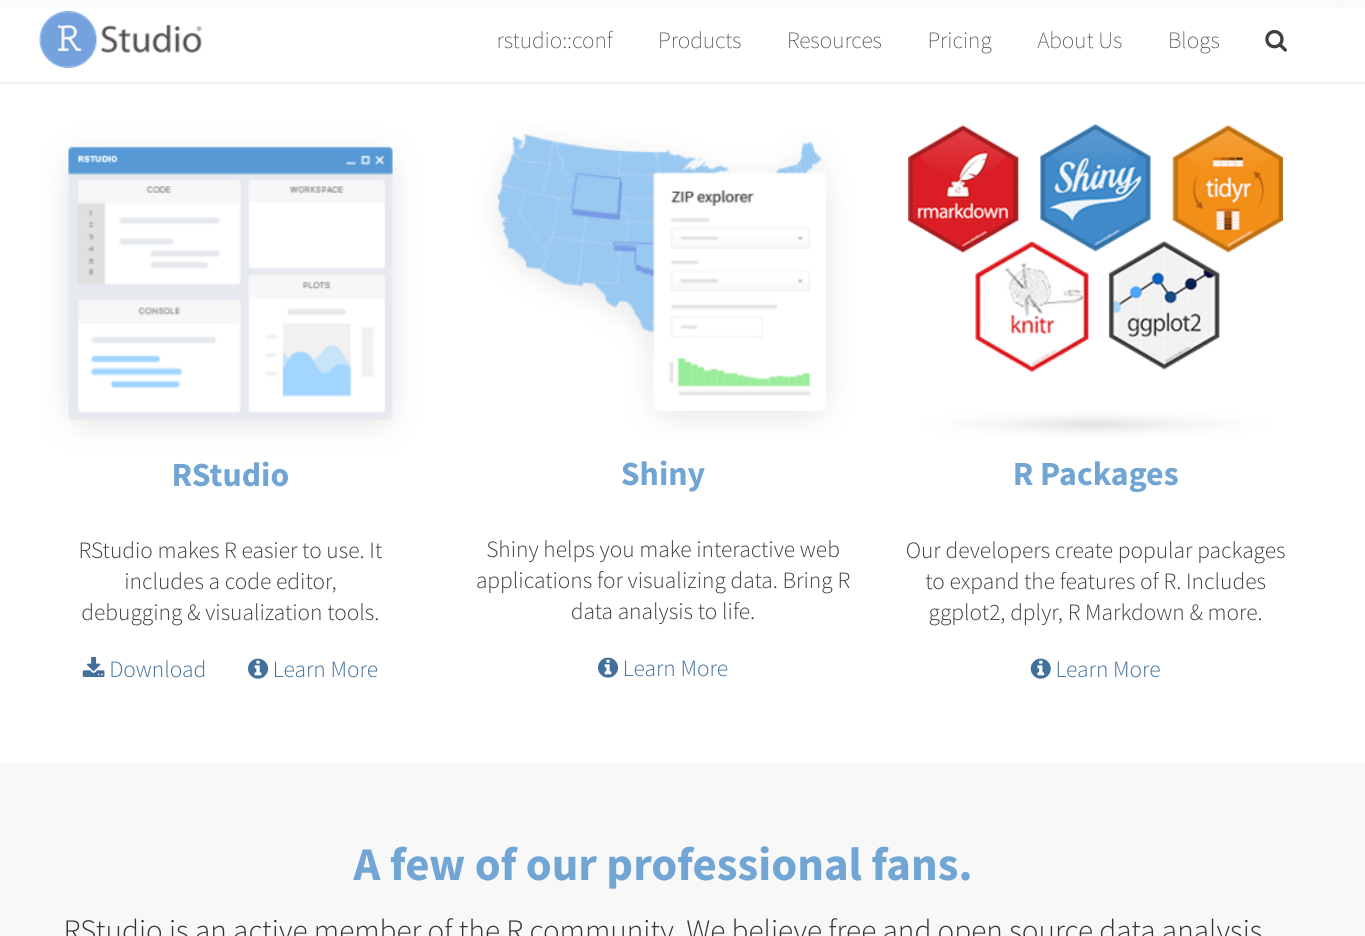 R Studio®
rstudio::conf Products Resources Pricing About Us Blogs
RSTUDIO
CODE
WORKSPACE
1
2
3
4
5
6
PLOTS
CONSOLE
ZIP explorer
rmarkdown
Shiny
tidyr
knitr
ggplot2
RStudio
RStudio makes R easier to use. It
includes a code editor,
debugging & visualization tools.
Download Learn More
Shiny
Shiny helps you make interactive web
applications for visualizing data. Bring R
data analysis to life.
Learn More
R Packages
Our developers create popular packages
to expand the features of R. Includes
ggplot2, dplyr, R Markdown & more.
Learn More
A few of our professional fans.
RStudio is an active member of the R community. We believe free and open source data analysis